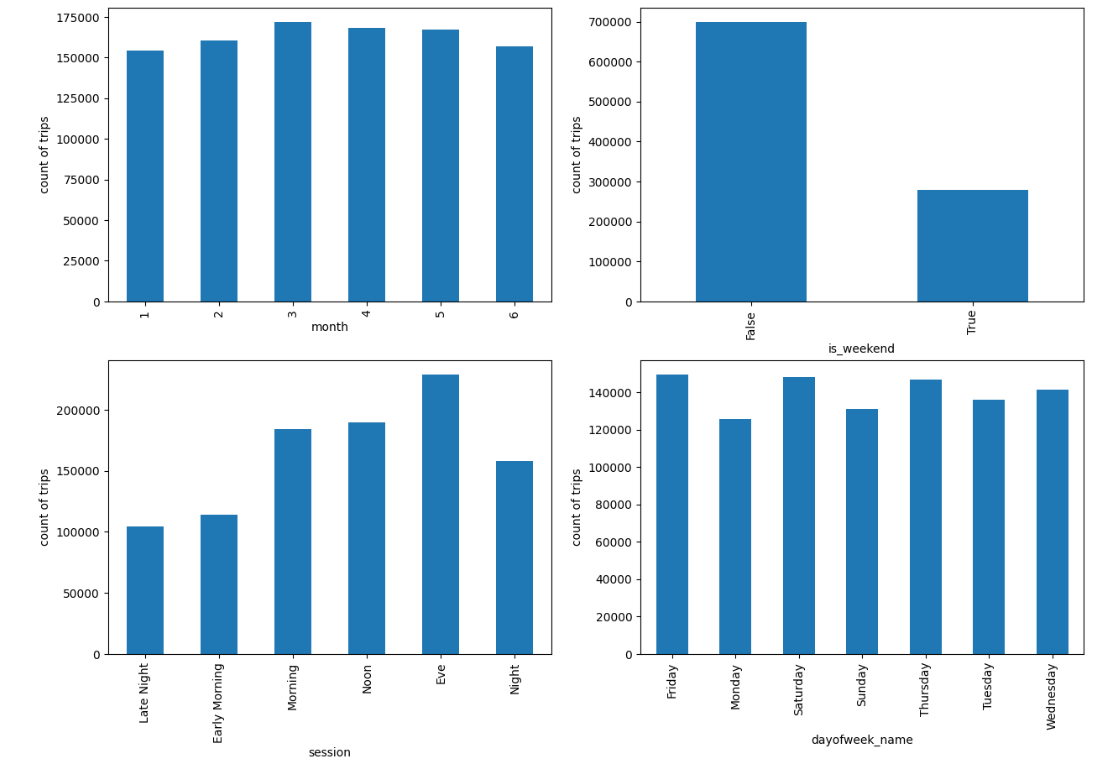 175000
150000
125000
100000
75000
50000
25000
0
count of trips
1
2
3
4
5
6
month
700000
600000
500000
400000
300000
200000
100000
0
count of trips
False
True
is_weekend
200000
150000
100000
50000
0
count of trips
Late Night
Early Morning
Morning
Noon
Eve
Night
session
140000
120000
100000
80000
60000
40000
20000
0
count of trips
Friday
Monday
Saturday
Sunday
Thursday
Tuesday
Wednesday
dayofweek_name